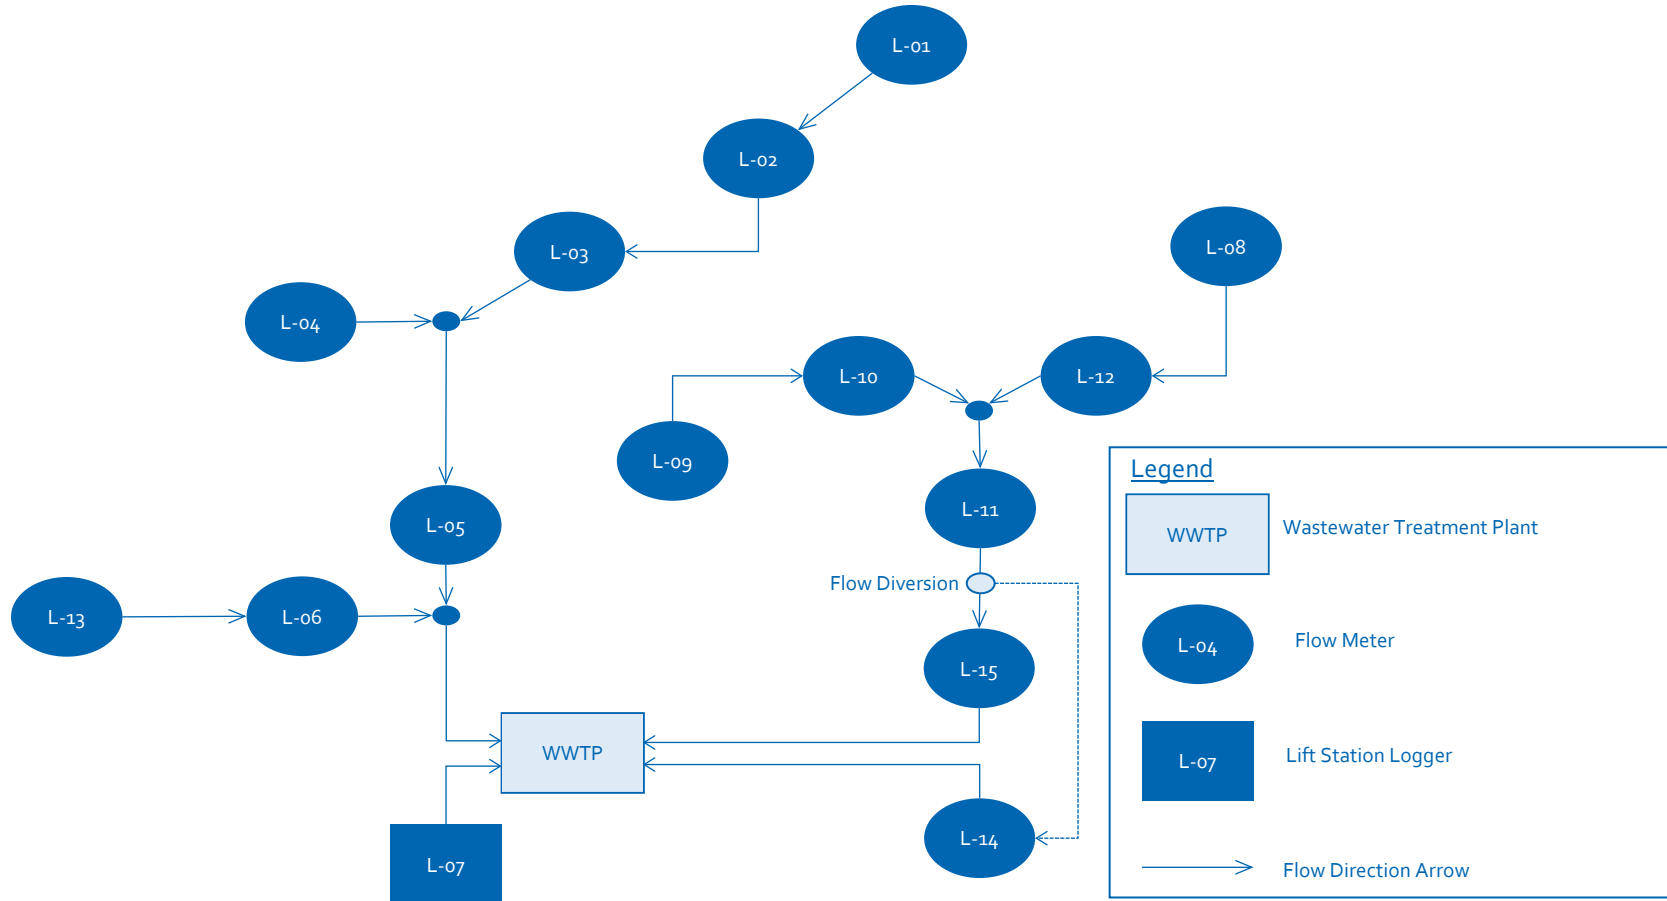 L-01
L-02
L-03
L-08
L-04
L-10
L-12
L-09
L-11
L-05
Flow Diversion
L-13
L-06
L-15
WWTP
L-14
L-07
Legend
WWTP
Wastewater Treatment Plant
L-04
Flow Meter
L-07
Lift Station Logger
Flow Direction Arrow